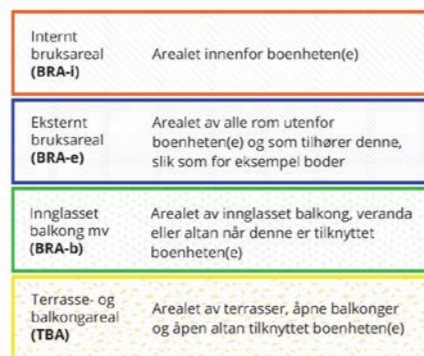 Internt
bruksareal
(BRA-i)
Arealet innenfor boenheten(e)
Eksternt
bruksareal
(BRA-e)
Arealet av alle rom utenfor
boenheten(e) og som tilhører denne,
slik som for eksempel boder
Innglasset
balkong mv
(BRA-b)
Arealet av innglasset balkong, veranda
eller altan når denne er tilknyttet
boenheten(e)
Terrasse- og
balkongareal
(TBA)
Arealet av terrasser, åpne balkonger
og åpen altan tilknyttet boenheten(e)